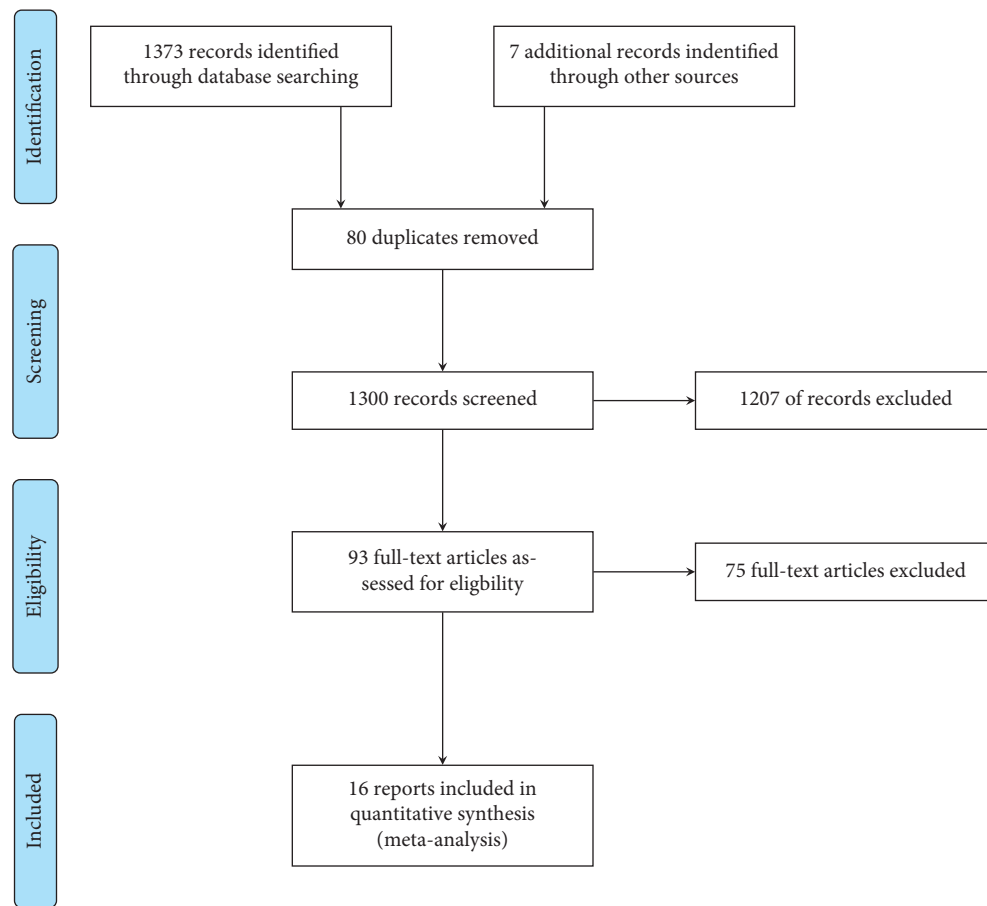 Identification
1373 records identified
through database searching
7 additional records indentified
through other sources
80 duplicates removed
Screening
1300 records screened
1207 of records excluded
Eligibility
93 full-text articles as-
sessed for eligbility
75 full-text articles excluded
Included
16 reports included in
quantitative synthesis
(meta-analysis)